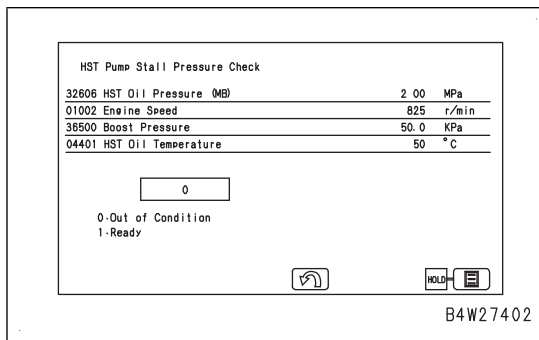 HST Pump Stall Pressure Check
32606 HST Oil Pressure (MB) 2 00 MPa
01002 Engine Speed 825 r/min
36500 Boost Pressure 50.0 KPa
04401 HST Oil Temperature 50 °C
0
0·Out of Condition
1·Ready
HOLD
B4W27402